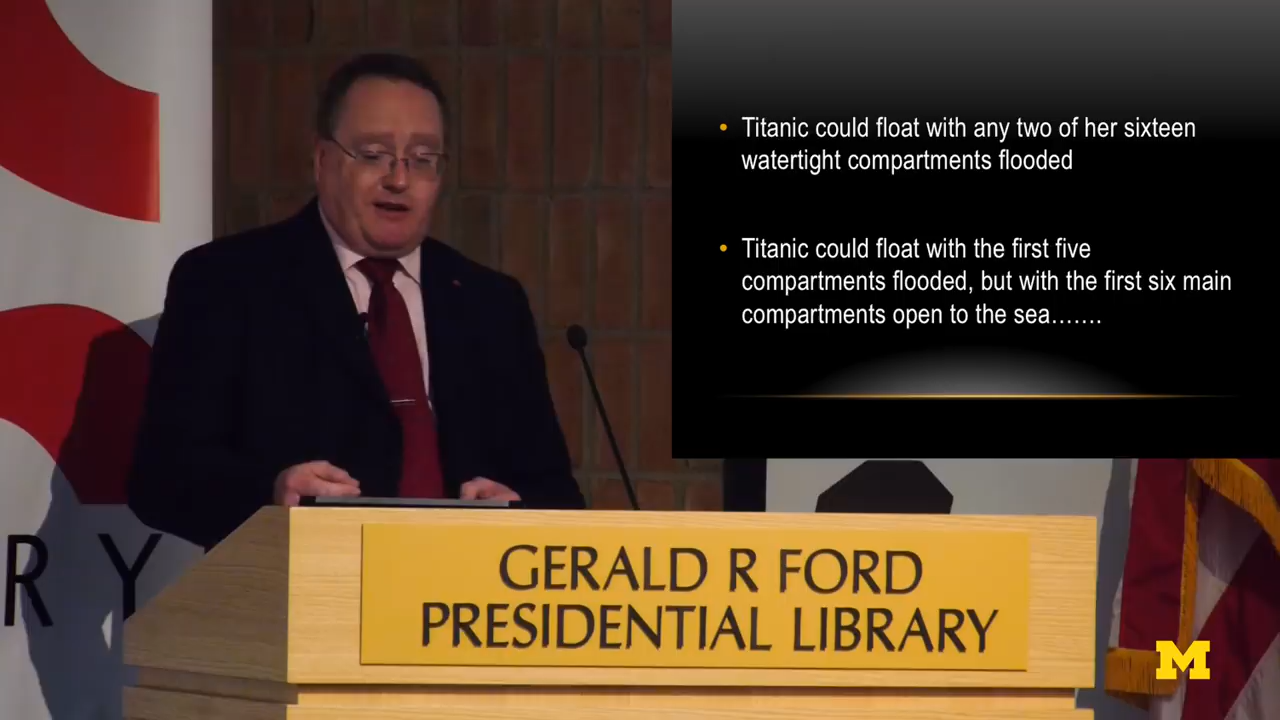 • Titanic could float with any two of her sixteen
watertight compartments flooded
• Titanic could float with the first five
compartments flooded, but with the first six main
compartments open to the sea.......
RY
GERALD R FORD
PRESIDENTIAL LIBRARY
M